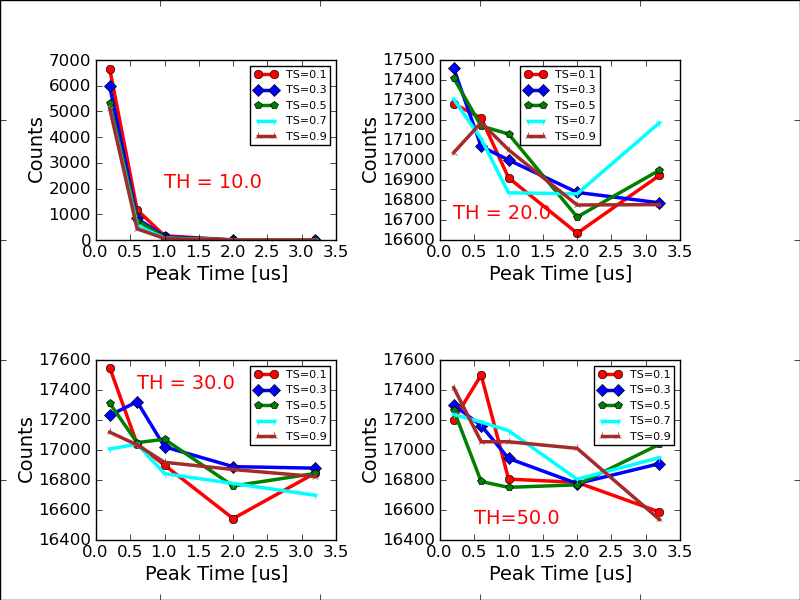 7000
6000
5000
4000
3000
2000
1000
0
Counts
TS=0.1
TS=0.3
TS=0.5
TS=0.7
TS=0.9
TH = 10.0
0.0 0.5 1.0 1.5 2.0 2.5 3.0 3.5
Peak Time [us]
17500
17400
17300
17200
17100
17000
16900
16800
16700
16600
Counts
TS=0.1
TS=0.3
TS=0.5
TS=0.7
TS=0.9
TH = 20.0
0.0 0.5 1.0 1.5 2.0 2.5 3.0 3.5
Peak Time [us]
17600
17400
17200
17000
16800
16600
16400
Counts
TS=0.1
TS=0.3
TS=0.5
TS=0.7
TS=0.9
TH = 30.0
0.0 0.5 1.0 1.5 2.0 2.5 3.0 3.5
Peak Time [us]
17600
17400
17200
17000
16800
16600
16400
Counts
TS=0.1
TS=0.3
TS=0.5
TS=0.7
TS=0.9
TH=50.0
0.0 0.5 1.0 1.5 2.0 2.5 3.0 3.5
Peak Time [us]